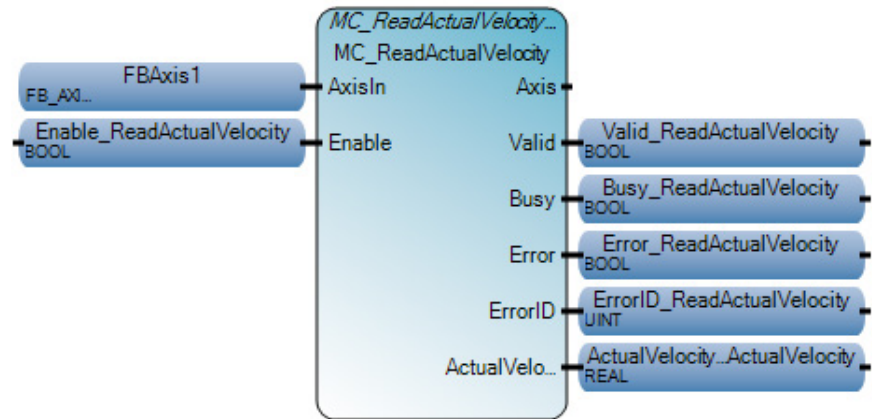 MC_ReadActualVelocity...
MC_ReadActualVelocity
FBAxis1
FB_AXI...
AxisIn
Axis
Enable_ReadActualVelocity
BOOL
Enable
Valid
Valid_ReadActualVelocity
BOOL
Busy
Busy_ReadActualVelocity
BOOL
Error
Error_ReadActualVelocity
BOOL
ErrorID
ErrorID_ReadActualVelocity
UINT
ActualVelo...
ActualVelocity...ActualVelocity
REAL